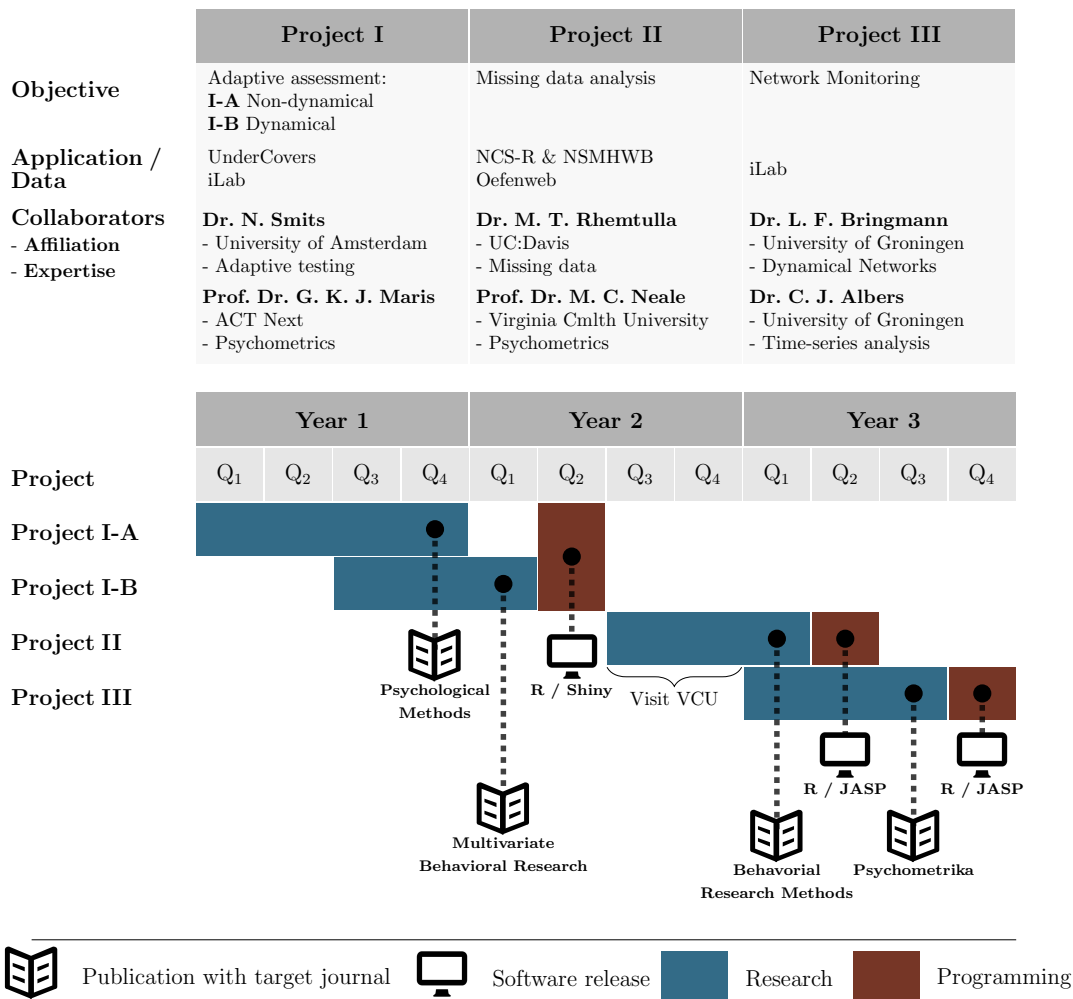 Project I Project II Project III
Objective
Adaptive assessment:
I-A Non-dynamical
I-B Dynamical
Missing data analysis
Network Monitoring
Application /
Data
UnderCovers
iLab
NCS-R & NSMHWB
Oefenweb
iLab
Collaborators
- Affiliation
- Expertise
Dr. N. Smits
- University of Amsterdam
- Adaptive testing
Prof. Dr. G. K. J. Maris
- ACT Next
- Psychometrics
Dr. M. T. Rhemtulla
- UC:Davis
- Missing data
Prof. Dr. M. C. Neale
- Virginia Cmlth University
- Psychometrics
Dr. L. F. Bringmann
- University of Groningen
- Dynamical Networks
Dr. C. J. Albers
- University of Groningen
- Time-series analysis
Year 1 Year 2 Year 3
Project Q1 Q2 Q3 Q4 Q1 Q2 Q3 Q4 Q1 Q2 Q3 Q4
Project I-A
Project I-B
Project II
Project III
Psychological
Methods
R / Shiny
Visit VCU
R / JASP
R / JASP
Multivariate
Behavioral Research
Behavorial
Research Methods
Psychometrika
Publication with target journal
Software release
Research
Programming